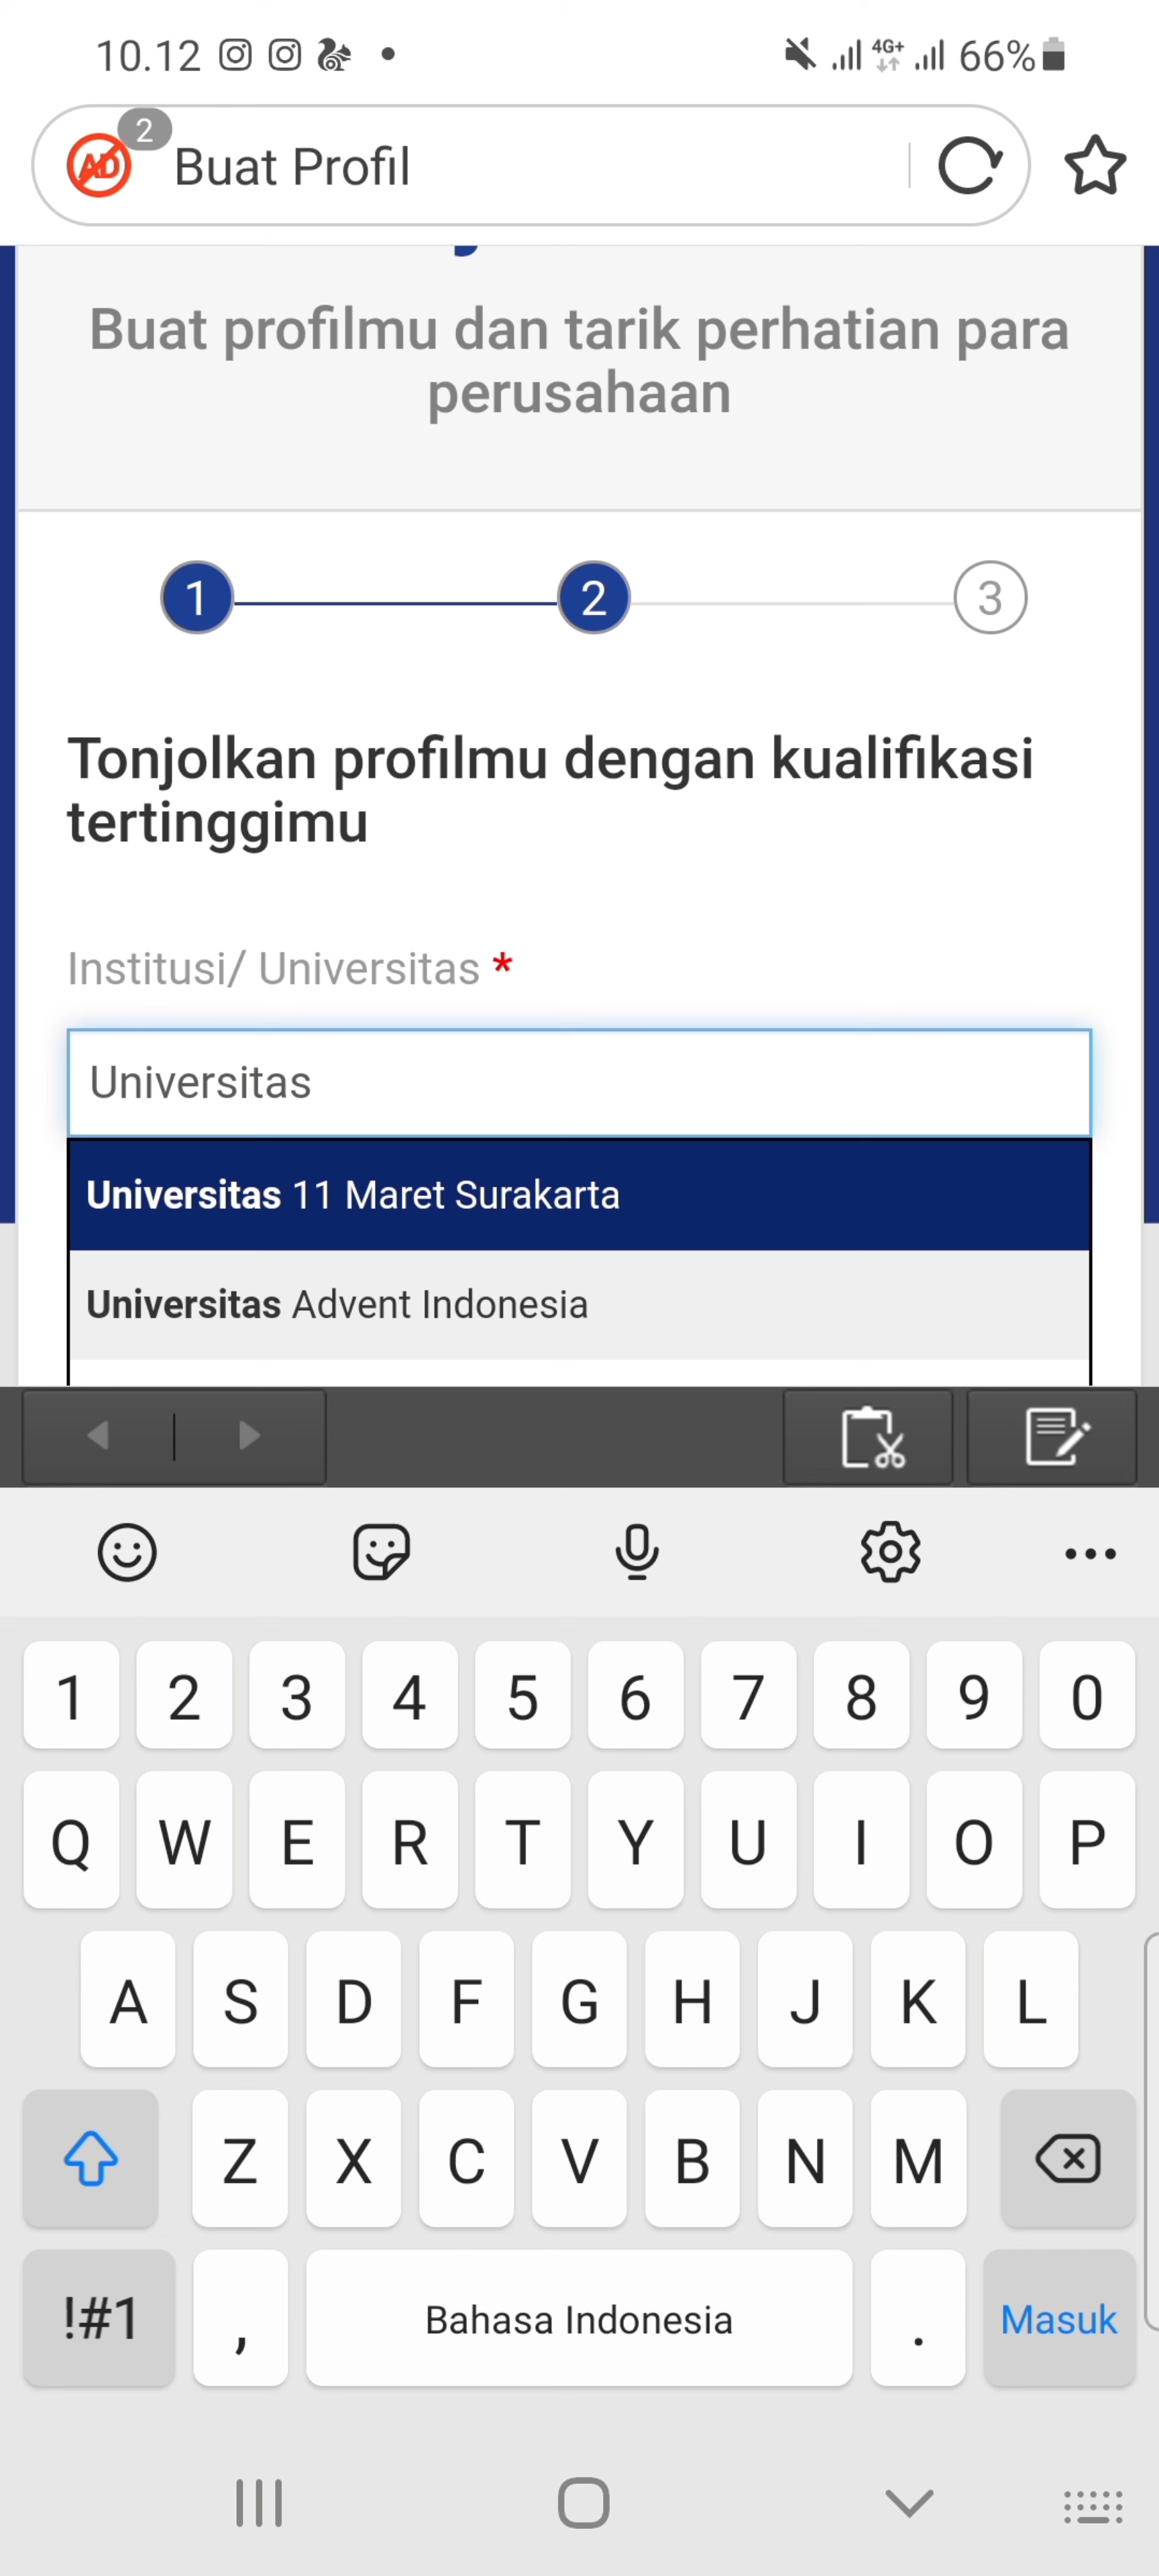 10.12
4G+
66%
2
AD
Buat Profil
Buat profilmu dan tarik perhatian para
perusahaan
1
2
3
Tonjolkan profilmu dengan kualifikasi
tertinggimu
Institusi/ Universitas *
Universitas
Universitas 11 Maret Surakarta
Universitas Advent Indonesia
1 2 3 4 5 6 7 8 9 0
Q W E R T Y U I O P
A S D F G H J K L
Z X C V B N M
!#1 , Bahasa Indonesia . Masuk